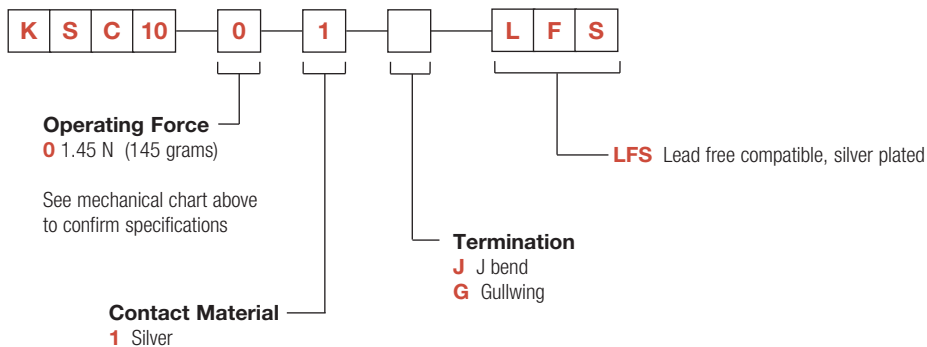 K S C 10 0 1 L F S
Operating Force
0 1.45 N (145 grams)
See mechanical chart above
to confirm specifications
LFS Lead free compatible, silver plated
Termination
J J bend
G Gullwing
Contact Material
1 Silver